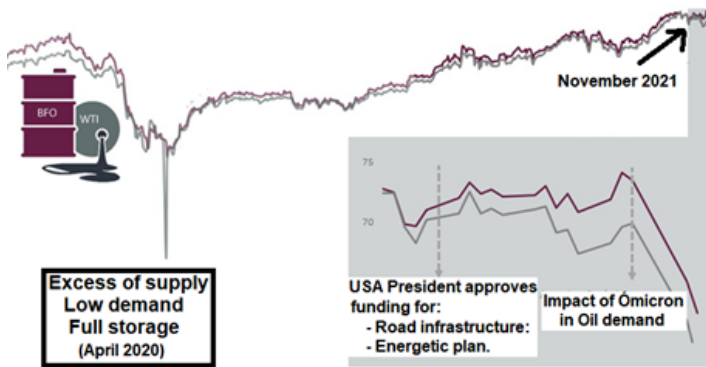 November 2021
BFO
WTI
75
70
Excess of supply
Low demand
Full storage
(April 2020)
USA President approves
funding for:
- Road infrastructure:
- Energetic plan.
Impact of Omicron
in Oil demand